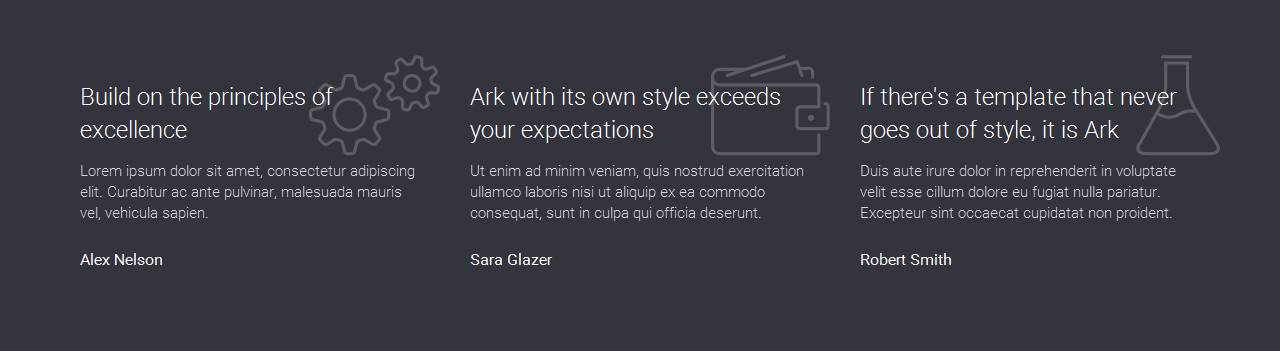 Build on the principles of
excellence
Lorem ipsum dolor sit amet, consectetur adipiscing
elit. Curabitur ac ante pulvinar, malesuada mauris
vel, vehicula sapien.
Alex Nelson
Ark with its own style exceeds
your expectations
Ut enim ad minim veniam, quis nostrud exercitation
ullamco laboris nisi ut aliquip ex ea commodo
consequat, sunt in culpa qui officia deserunt.
Sara Glazer
If there's a template that never
goes out of style, it is Ark
Duis aute irure dolor in reprehenderit in voluptate
velit esse cillum dolore eu fugiat nulla pariatur.
Excepteur sint occaecat cupidatat non proident.
Robert Smith